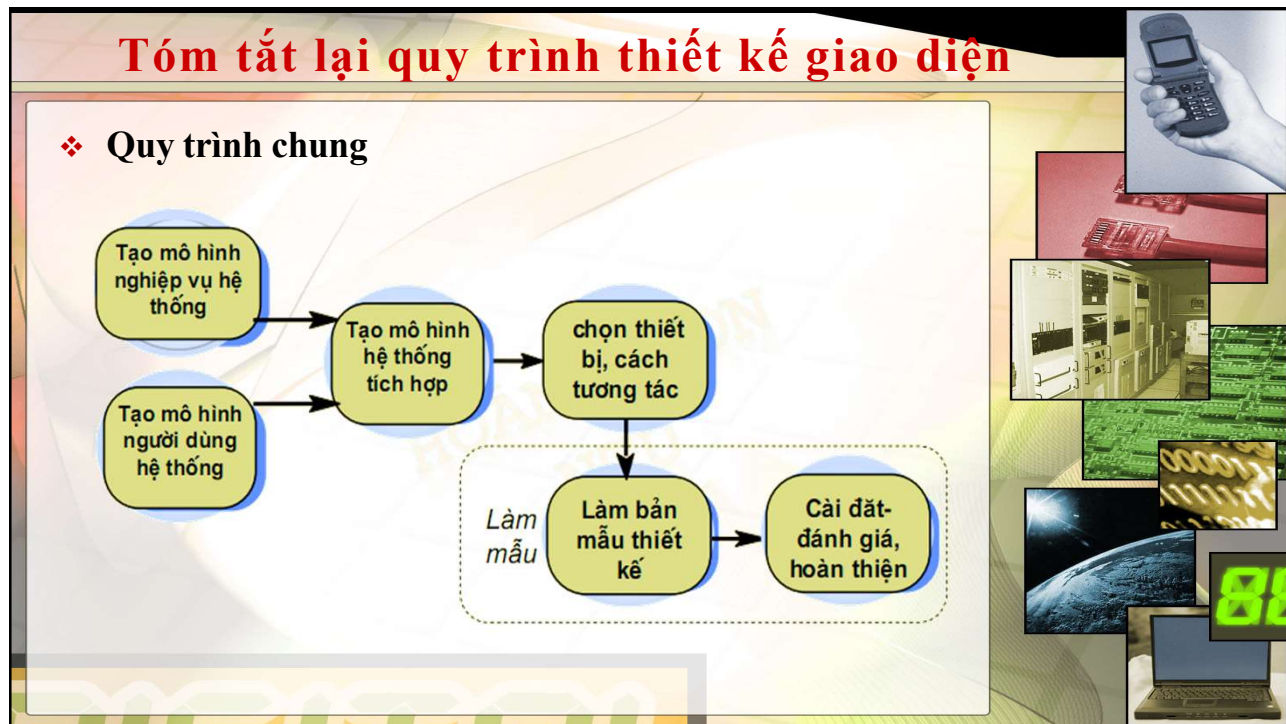 Tóm tắt lại quy trình thiết kế giao diện
❖ Quy trình chung
Tạo mô hình
nghiệp vụ hệ
thống
Tạo mô hình
hệ thống
tích hợp
chọn thiết
bị, cách
tương tác
Tạo mô hình
người dùng
hệ thống
Làm
mẫu
Làm bản
mẫu thiết
kế
Cài đăt-
đánh giá,
hoàn thiện